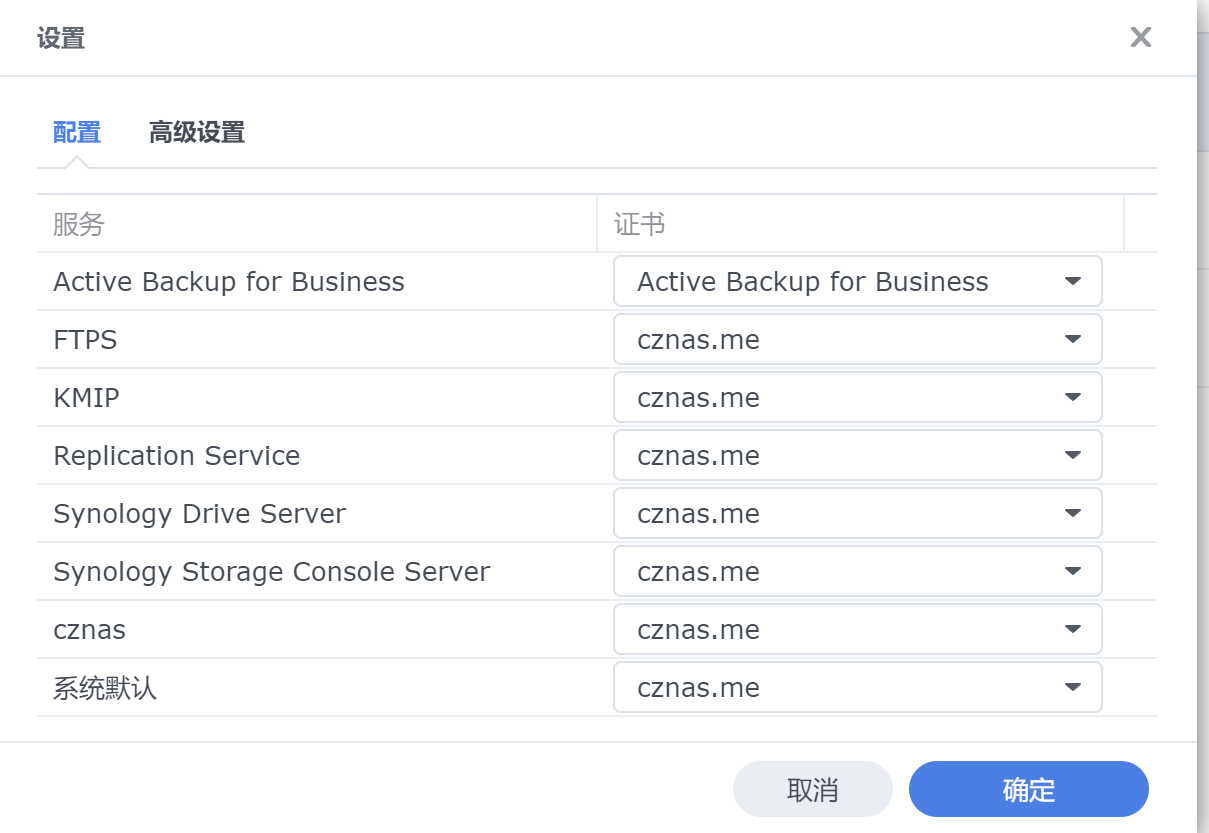 设置
配置 高级设置
服务 证书
Active Backup for Business Active Backup for Business
FTPS cznas.me
KMIP cznas.me
Replication Service cznas.me
Synology Drive Server cznas.me
Synology Storage Console Server cznas.me
cznas cznas.me
系统默认 cznas.me
取消 确定